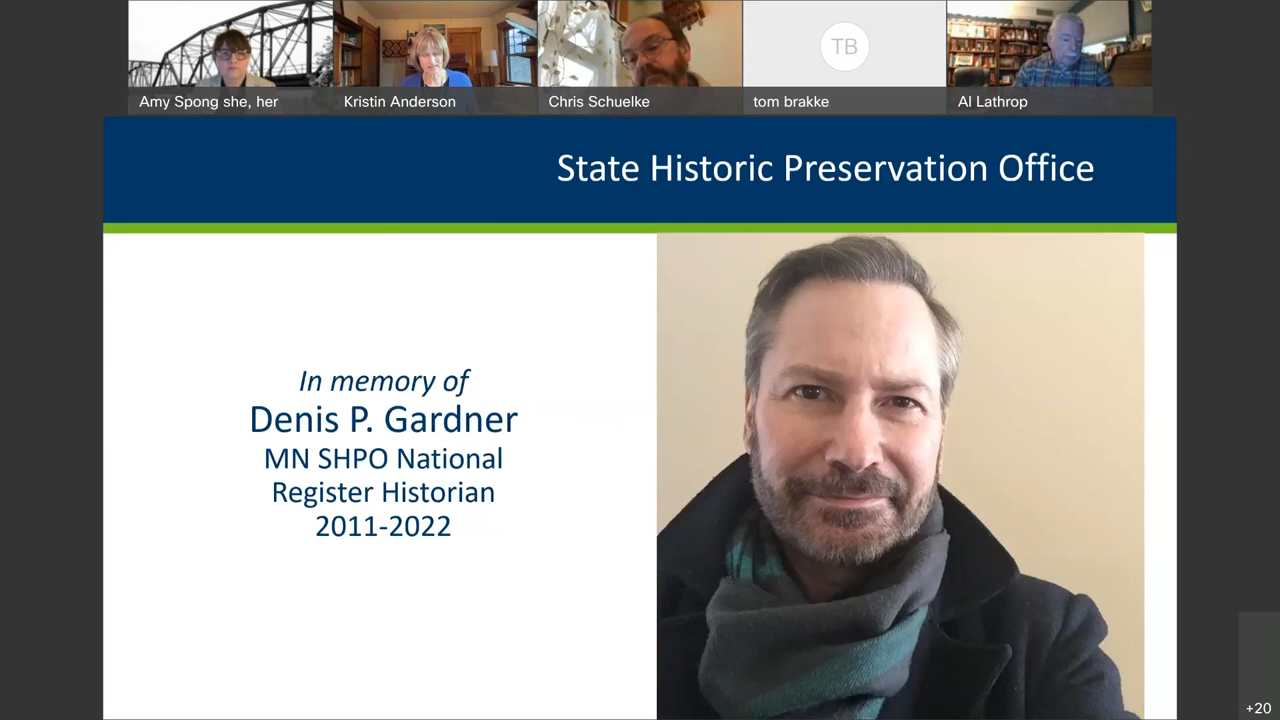 TB
Amy Spong she, her
Kristin Anderson
Chris Schuelke
tom brakke
Al Lathrop
State Historic Preservation Office
In memory of
Denis P. Gardner
MN SHPO National
Register Historian
2011-2022
+20